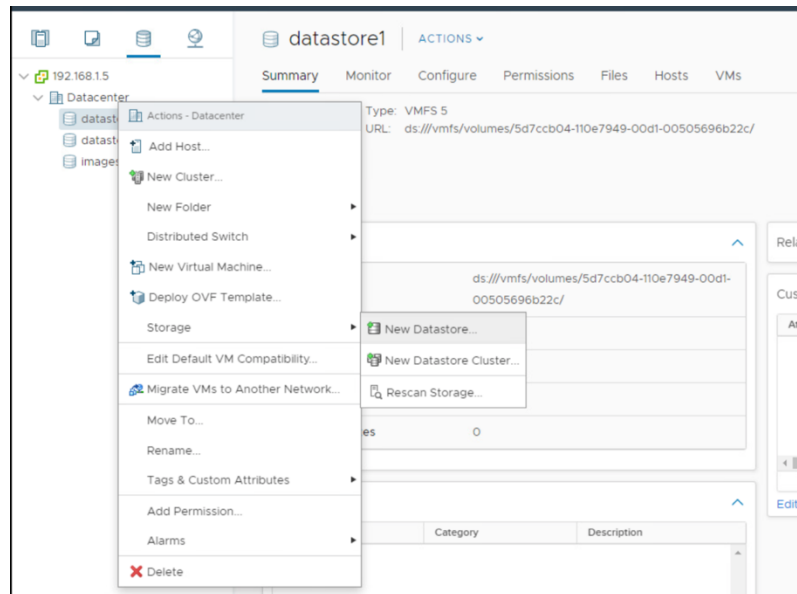 datastore1
ACTIONS
192.168.1.5
Summary Monitor Configure Permissions Files Hosts VMs
Datacenter
datast
datast
images
Type: VMFS 5
URL: ds:///vmfs/volumes/5d7ccb04-110e7949-00d1-00505696b22c/
Actions - Datacenter
Add Host...
New Cluster...
New Folder
Distributed Switch
New Virtual Machine...
Deploy OVF Template...
Storage
Edit Default VM Compatibility...
Migrate VMs to Another Network...
Move To...
Rename...
Tags & Custom Attributes
Add Permission...
Alarms
Delete
New Datastore...
New Datastore Cluster...
Rescan Storage...
ds:///vmfs/volumes/5d7ccb04-110e7949-00d1-
00505696b22c/
es 0
Category Description
Rela
Cus
A
Edit